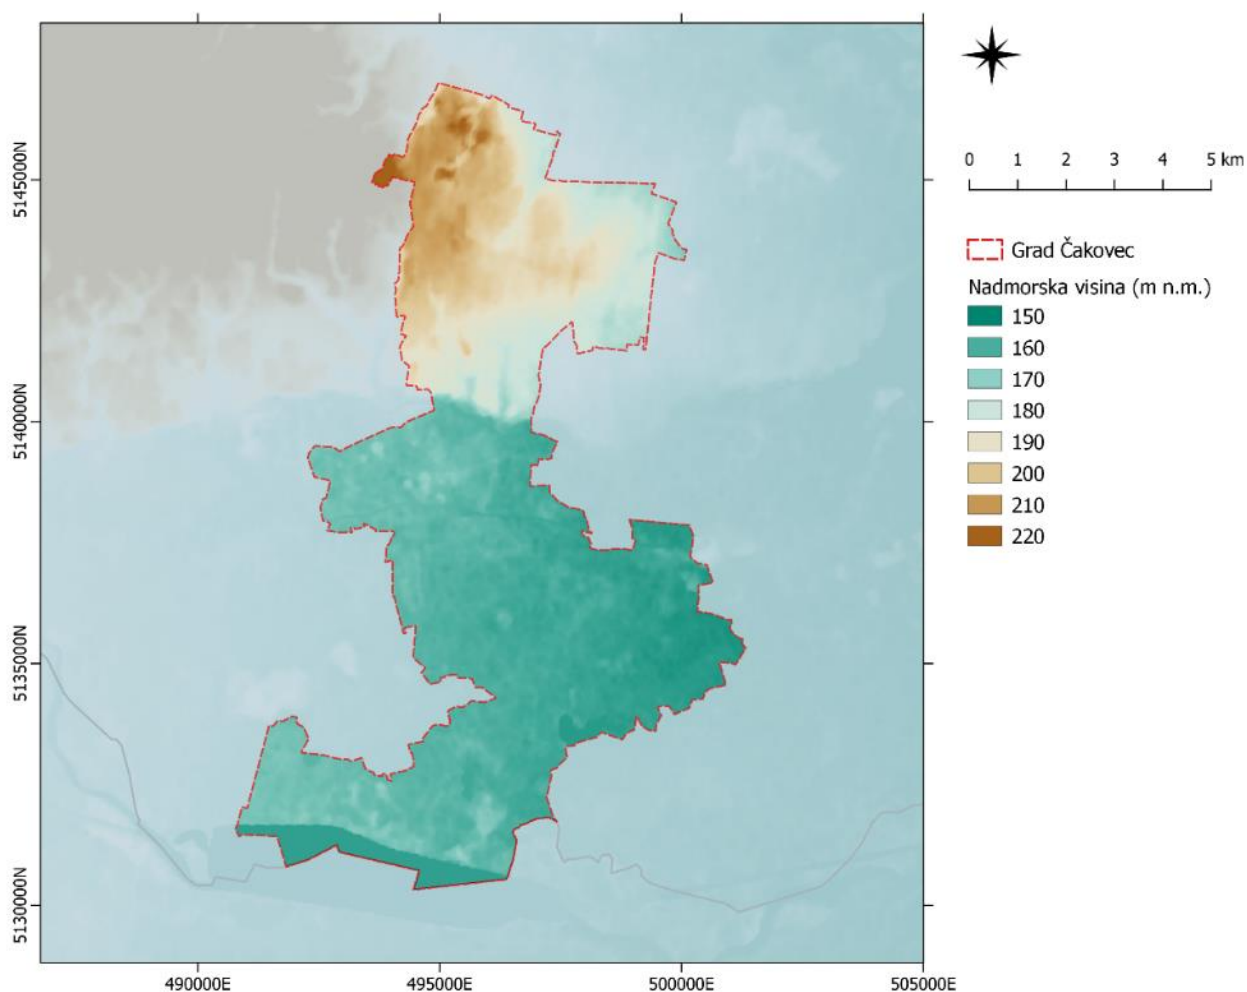 5145000N
5140000N
5135000N
5130000N
490000E
495000E
500000E
505000E
0 1 2 3 4 5 km
Grad Čakovec
Nadmorska visina (m n.m.)
150
160
170
180
190
200
210
220